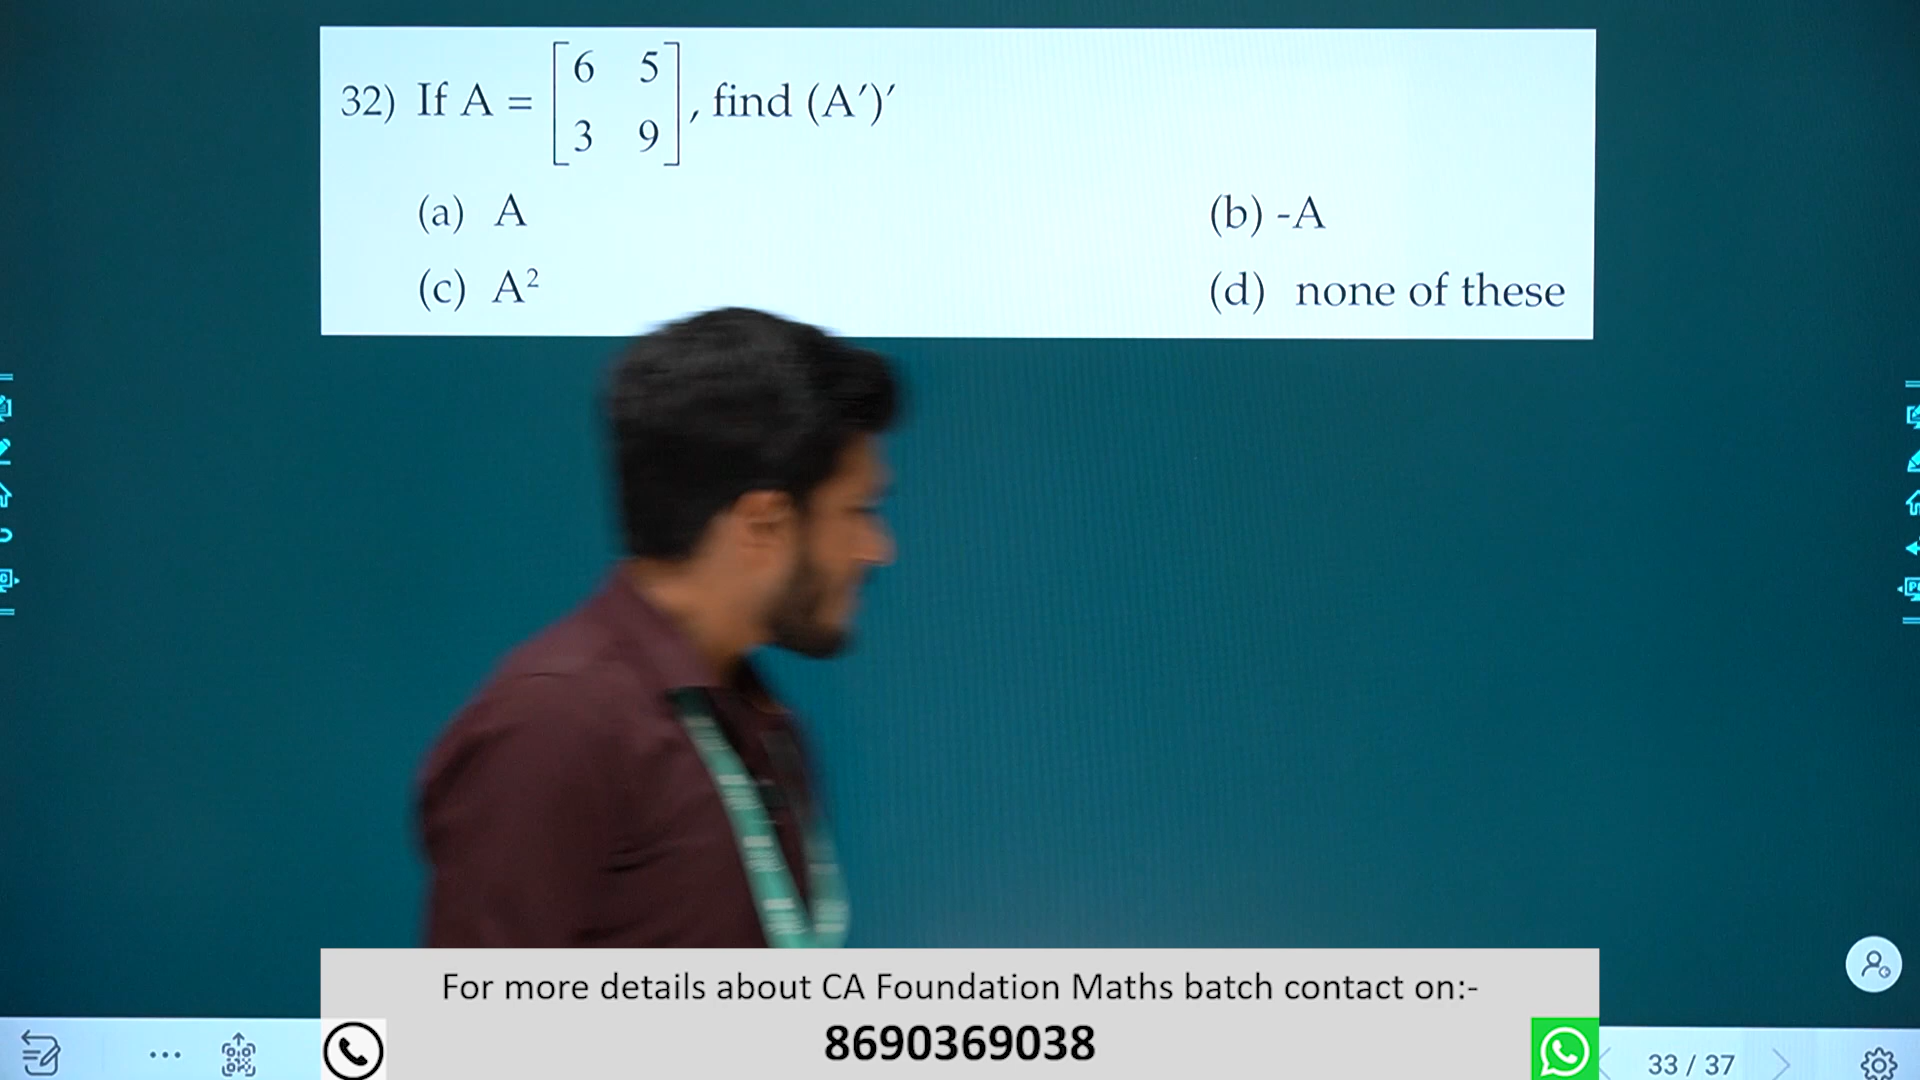 32) If A = [6 5
3 9], find (A′)′
(a) A
(b) -A
(c) A²
(d) none of these
For more details about CA Foundation Maths batch contact on:-
8690369038
33 / 37